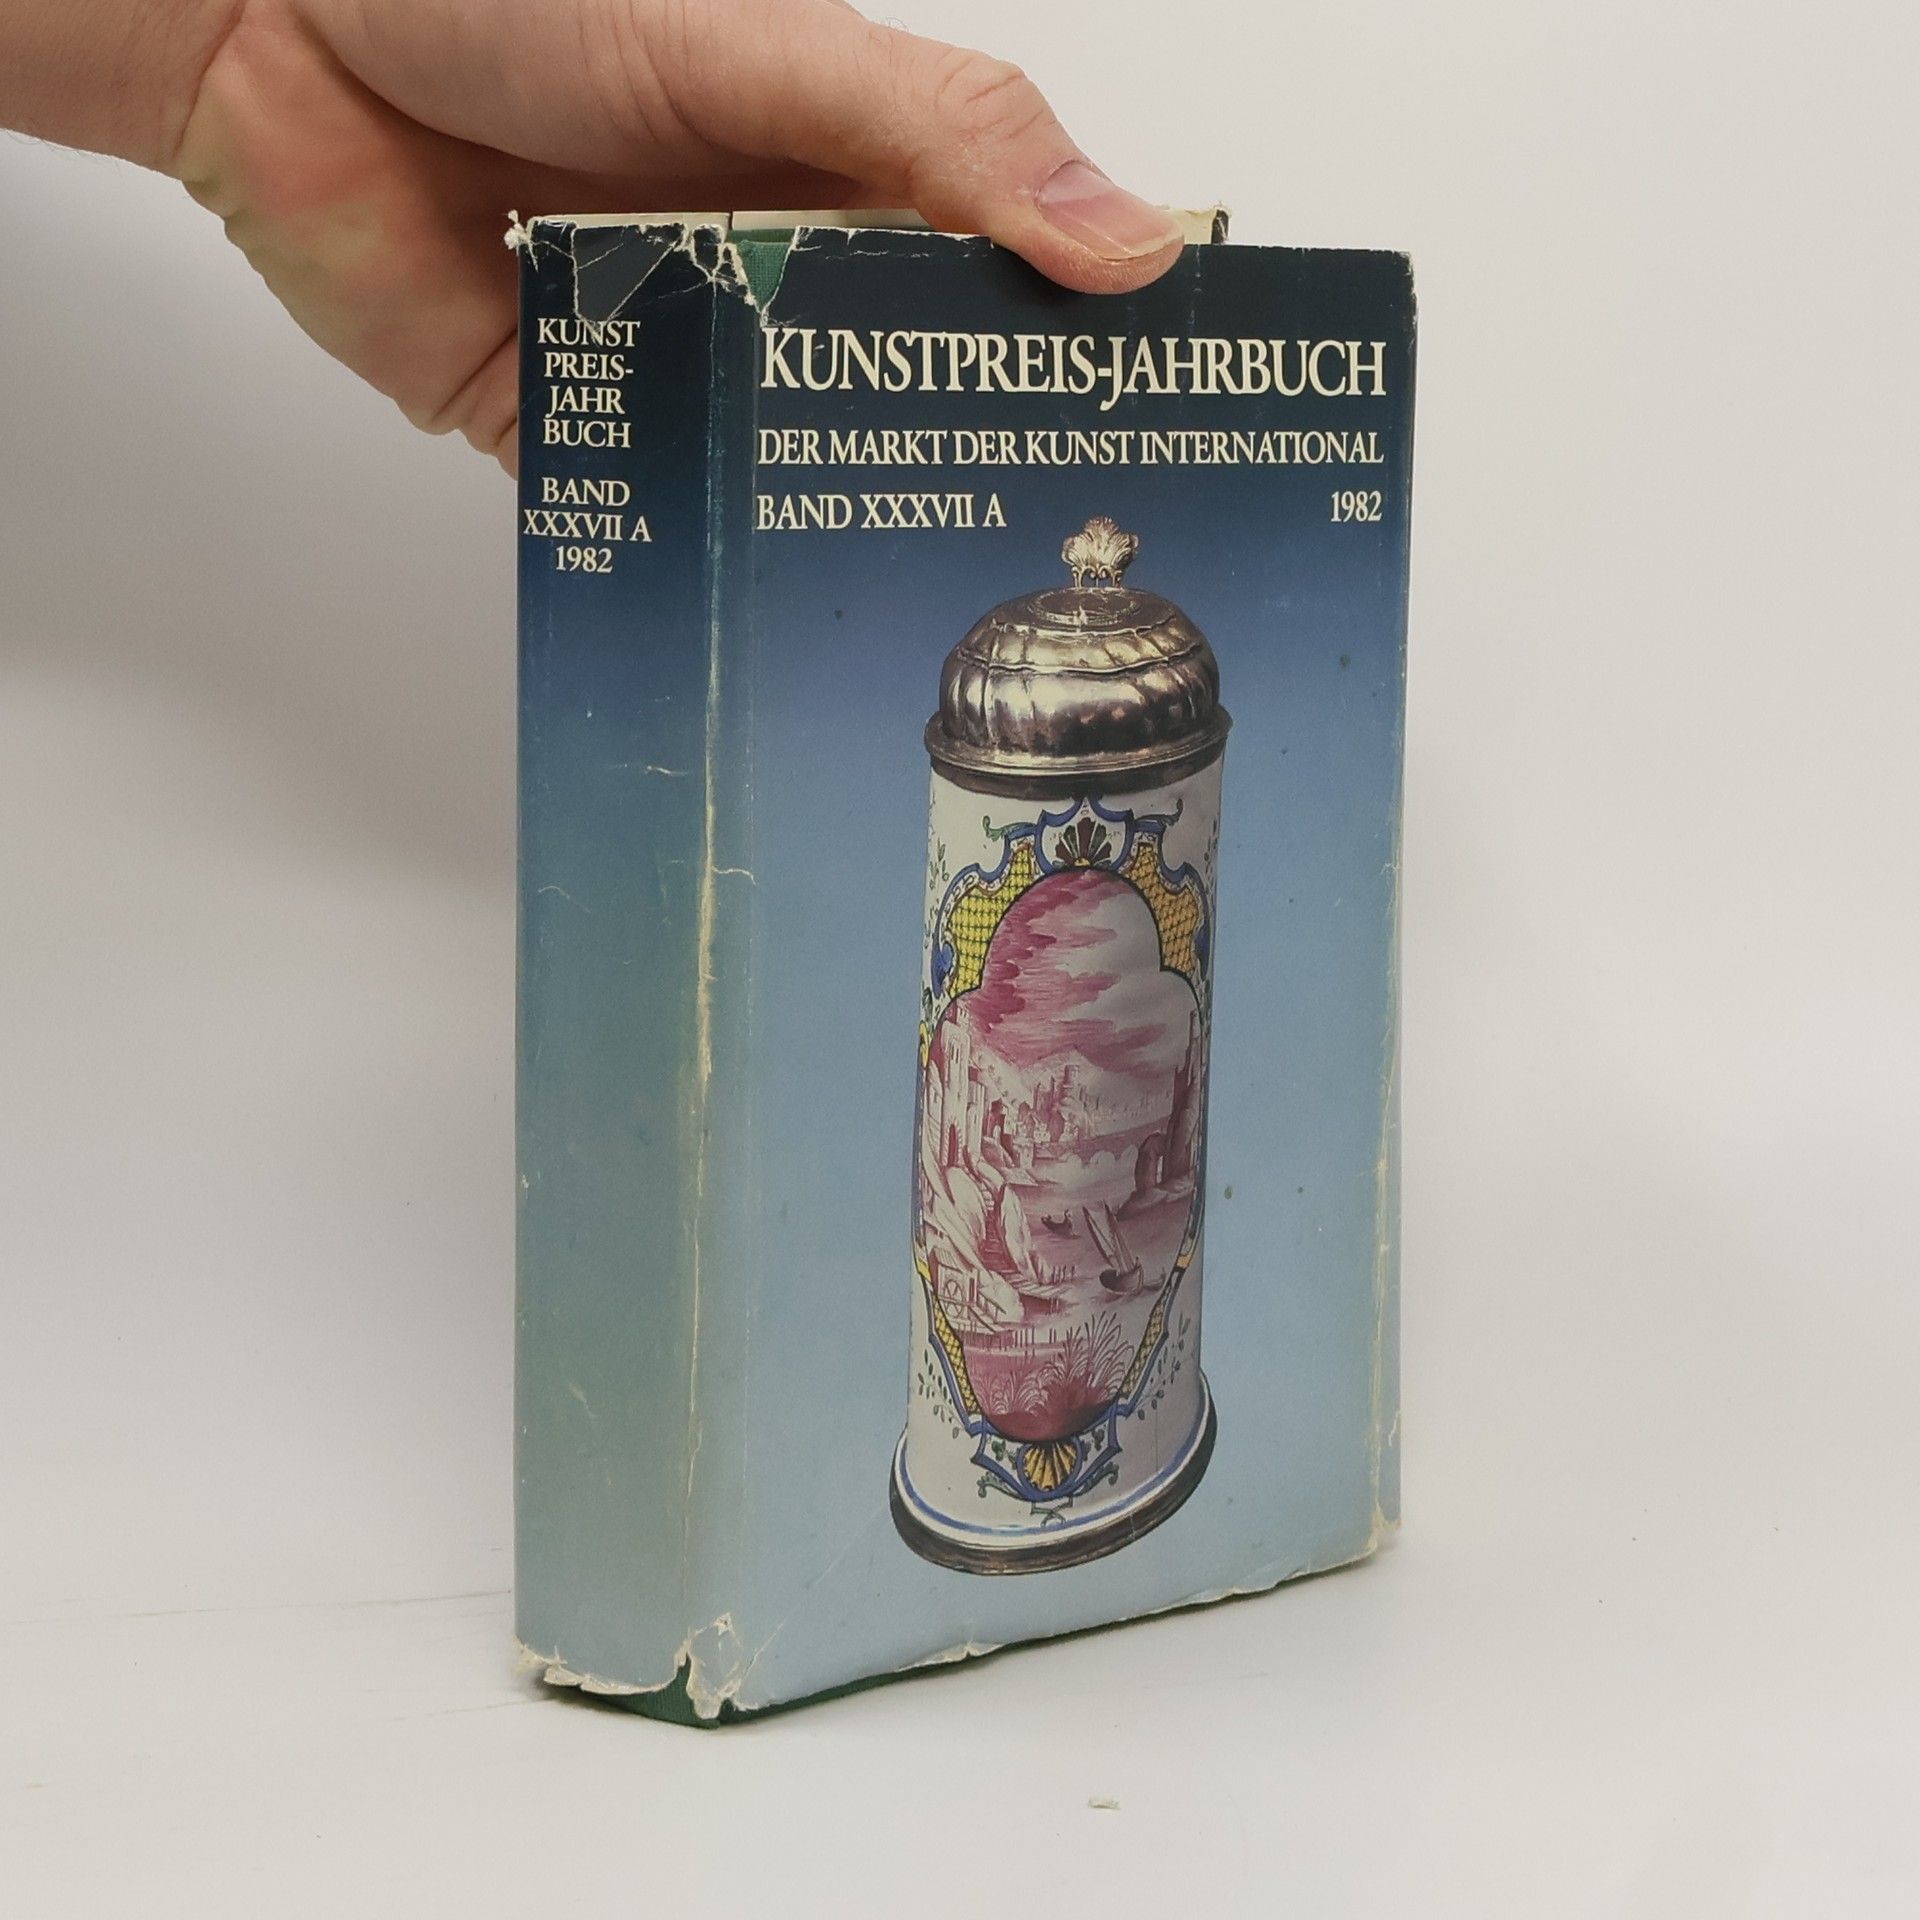 KUNST
PREIS-
JAHR
BUCH
BAND
XXXVII A
1982
KUNSTPREIS-JAHRBUCH
DER MARKT DER KUNST INTERNATIONAL
BAND XXXVII A 1982